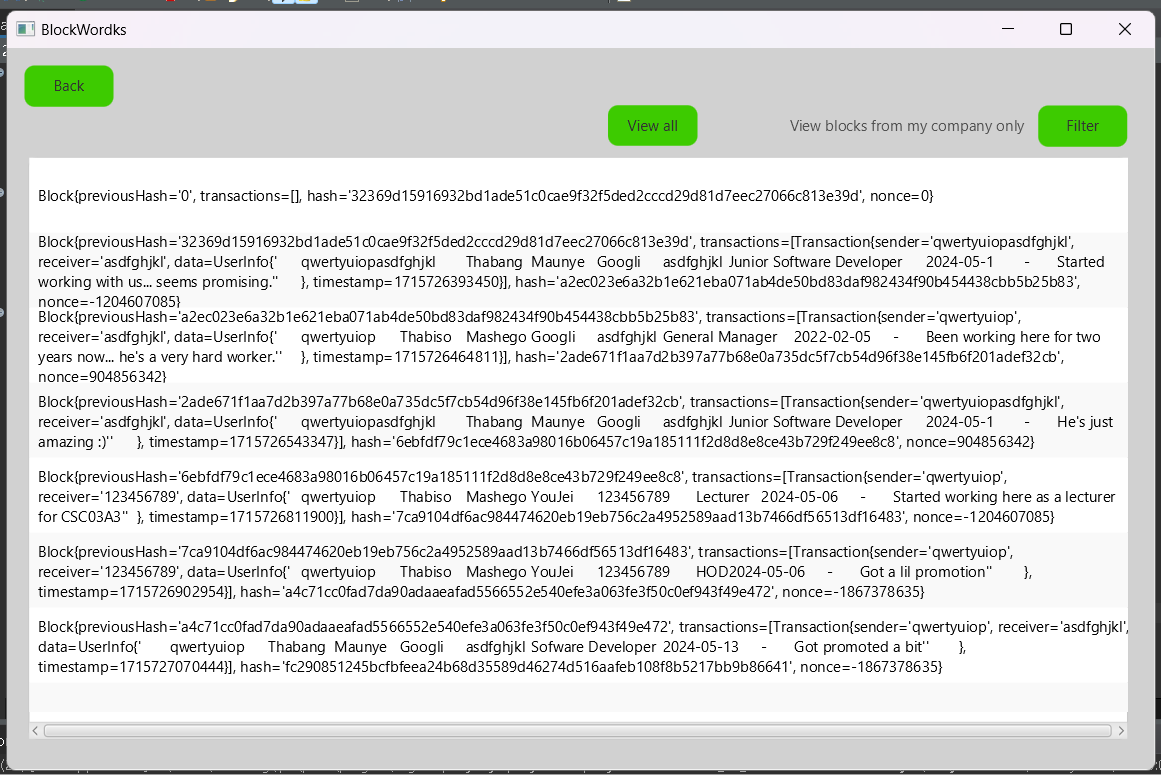 BlockWordks
Back
View all
View blocks from my company only
Filter
Block{previousHash='0', transactions=[], hash='32369d15916932bd1ade51c0cae9f32f5ded2cccd29d81d7eec27066c813e39d', nonce=0}
Block{previousHash='32369d15916932bd1ade51c0cae9f32f5ded2cccd29d81d7eec27066c813e39d', transactions=[Transaction{sender='qwertyuiopasdfghjkl',
receiver='asdfghjkl', data=UserInfo{' qwertyuiopasdfghjkl Thabang Maunye Googli asdfghjkl Junior Software Developer 2024-05-1 - Started
working with us... seems promising.'' }, timestamp=1715726393450}], hash='a2ec023e6a32b1e621eba071ab4de50bd83daf982434f90b454438cbb5b25b83',
nonce=-1204607085}
Block{previousHash='a2ec023e6a32b1e621eba071ab4de50bd83daf982434f90b454438cbb5b25b83', transactions=[Transaction{sender='qwertyuiop',
receiver='asdfghjkl', data=UserInfo{' qwertyuiop Thabiso Mashego Googli asdfghjkl General Manager 2022-02-05 - Been working here for two
years now... he's a very hard worker.'' }, timestamp=1715726464811}], hash='2ade671f1aa7d2b397a77b68e0a735dc5f7cb54d96f38e145fb6f201adef32cb',
nonce=904856342}
Block{previousHash='2ade671f1aa7d2b397a77b68e0a735dc5f7cb54d96f38e145fb6f201adef32cb', transactions=[Transaction{sender='qwertyuiopasdfghjkl',
receiver='asdfghjkl', data=UserInfo{' qwertyuiopasdfghjkl Thabang Maunye Googli asdfghjkl Junior Software Developer 2024-05-1 - He's just
amazing :)'' }, timestamp=1715726543347}], hash='6ebfdf79c1ece4683a98016b06457c19a185111f2d8d8e8ce43b729f249ee8c8', nonce=904856342}
Block{previousHash='6ebfdf79c1ece4683a98016b06457c19a185111f2d8d8e8ce43b729f249ee8c8', transactions=[Transaction{sender='qwertyuiop',
receiver='123456789', data=UserInfo{' qwertyuiop Thabiso Mashego YouJei 123456789 Lecturer 2024-05-06 - Started working here as a lecturer
for CSC03A3'' }, timestamp=1715726811900}], hash='7ca9104df6ac984474620eb19eb756c2a4952589aad13b7466df56513df16483', nonce=-1204607085}
Block{previousHash='7ca9104df6ac984474620eb19eb756c2a4952589aad13b7466df56513df16483', transactions=[Transaction{sender='qwertyuiop',
receiver='123456789', data=UserInfo{' qwertyuiop Thabiso Mashego YouJei 123456789 HOD2024-05-06 - Got a lil promotion'' },
timestamp=1715726902954}], hash='a4c71cc0fad7da90adaaeafad5566552e540efe3a063fe3f50c0ef943f49e472', nonce=-1867378635}
Block{previousHash='a4c71cc0fad7da90adaaeafad5566552e540efe3a063fe3f50c0ef943f49e472', transactions=[Transaction{sender='qwertyuiop', receiver='asdfghjkl',
data=UserInfo{' qwertyuiop Thabang Maunye Googli asdfghjkl Sofware Developer 2024-05-13 - Got promoted a bit'' },
timestamp=1715727070444}], hash='fc290851245bcfbfeea24b68d35589d46274d516aafeb108f8b5217bb9b86641', nonce=-1867378635}